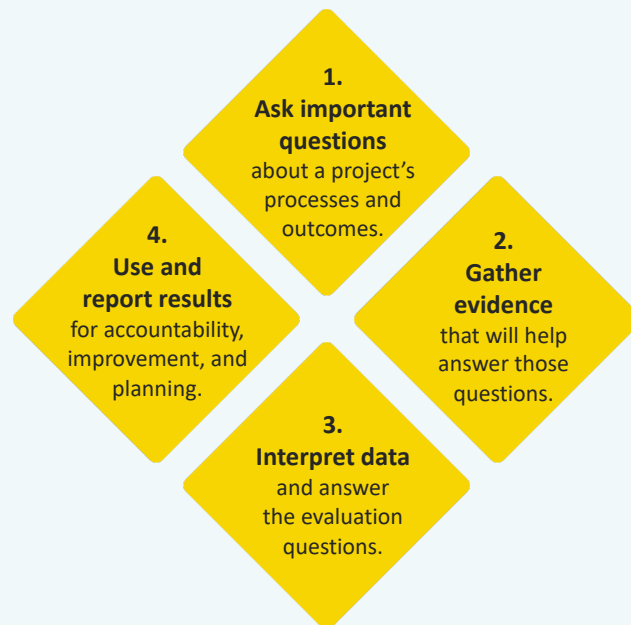 1.
Ask important
questions
about a project’s
processes and
outcomes.
2.
Gather
evidence
that will help
answer those
questions.
3.
Interpret data
and answer
the evaluation
questions.
4.
Use and
report results
for accountability,
improvement, and
planning.